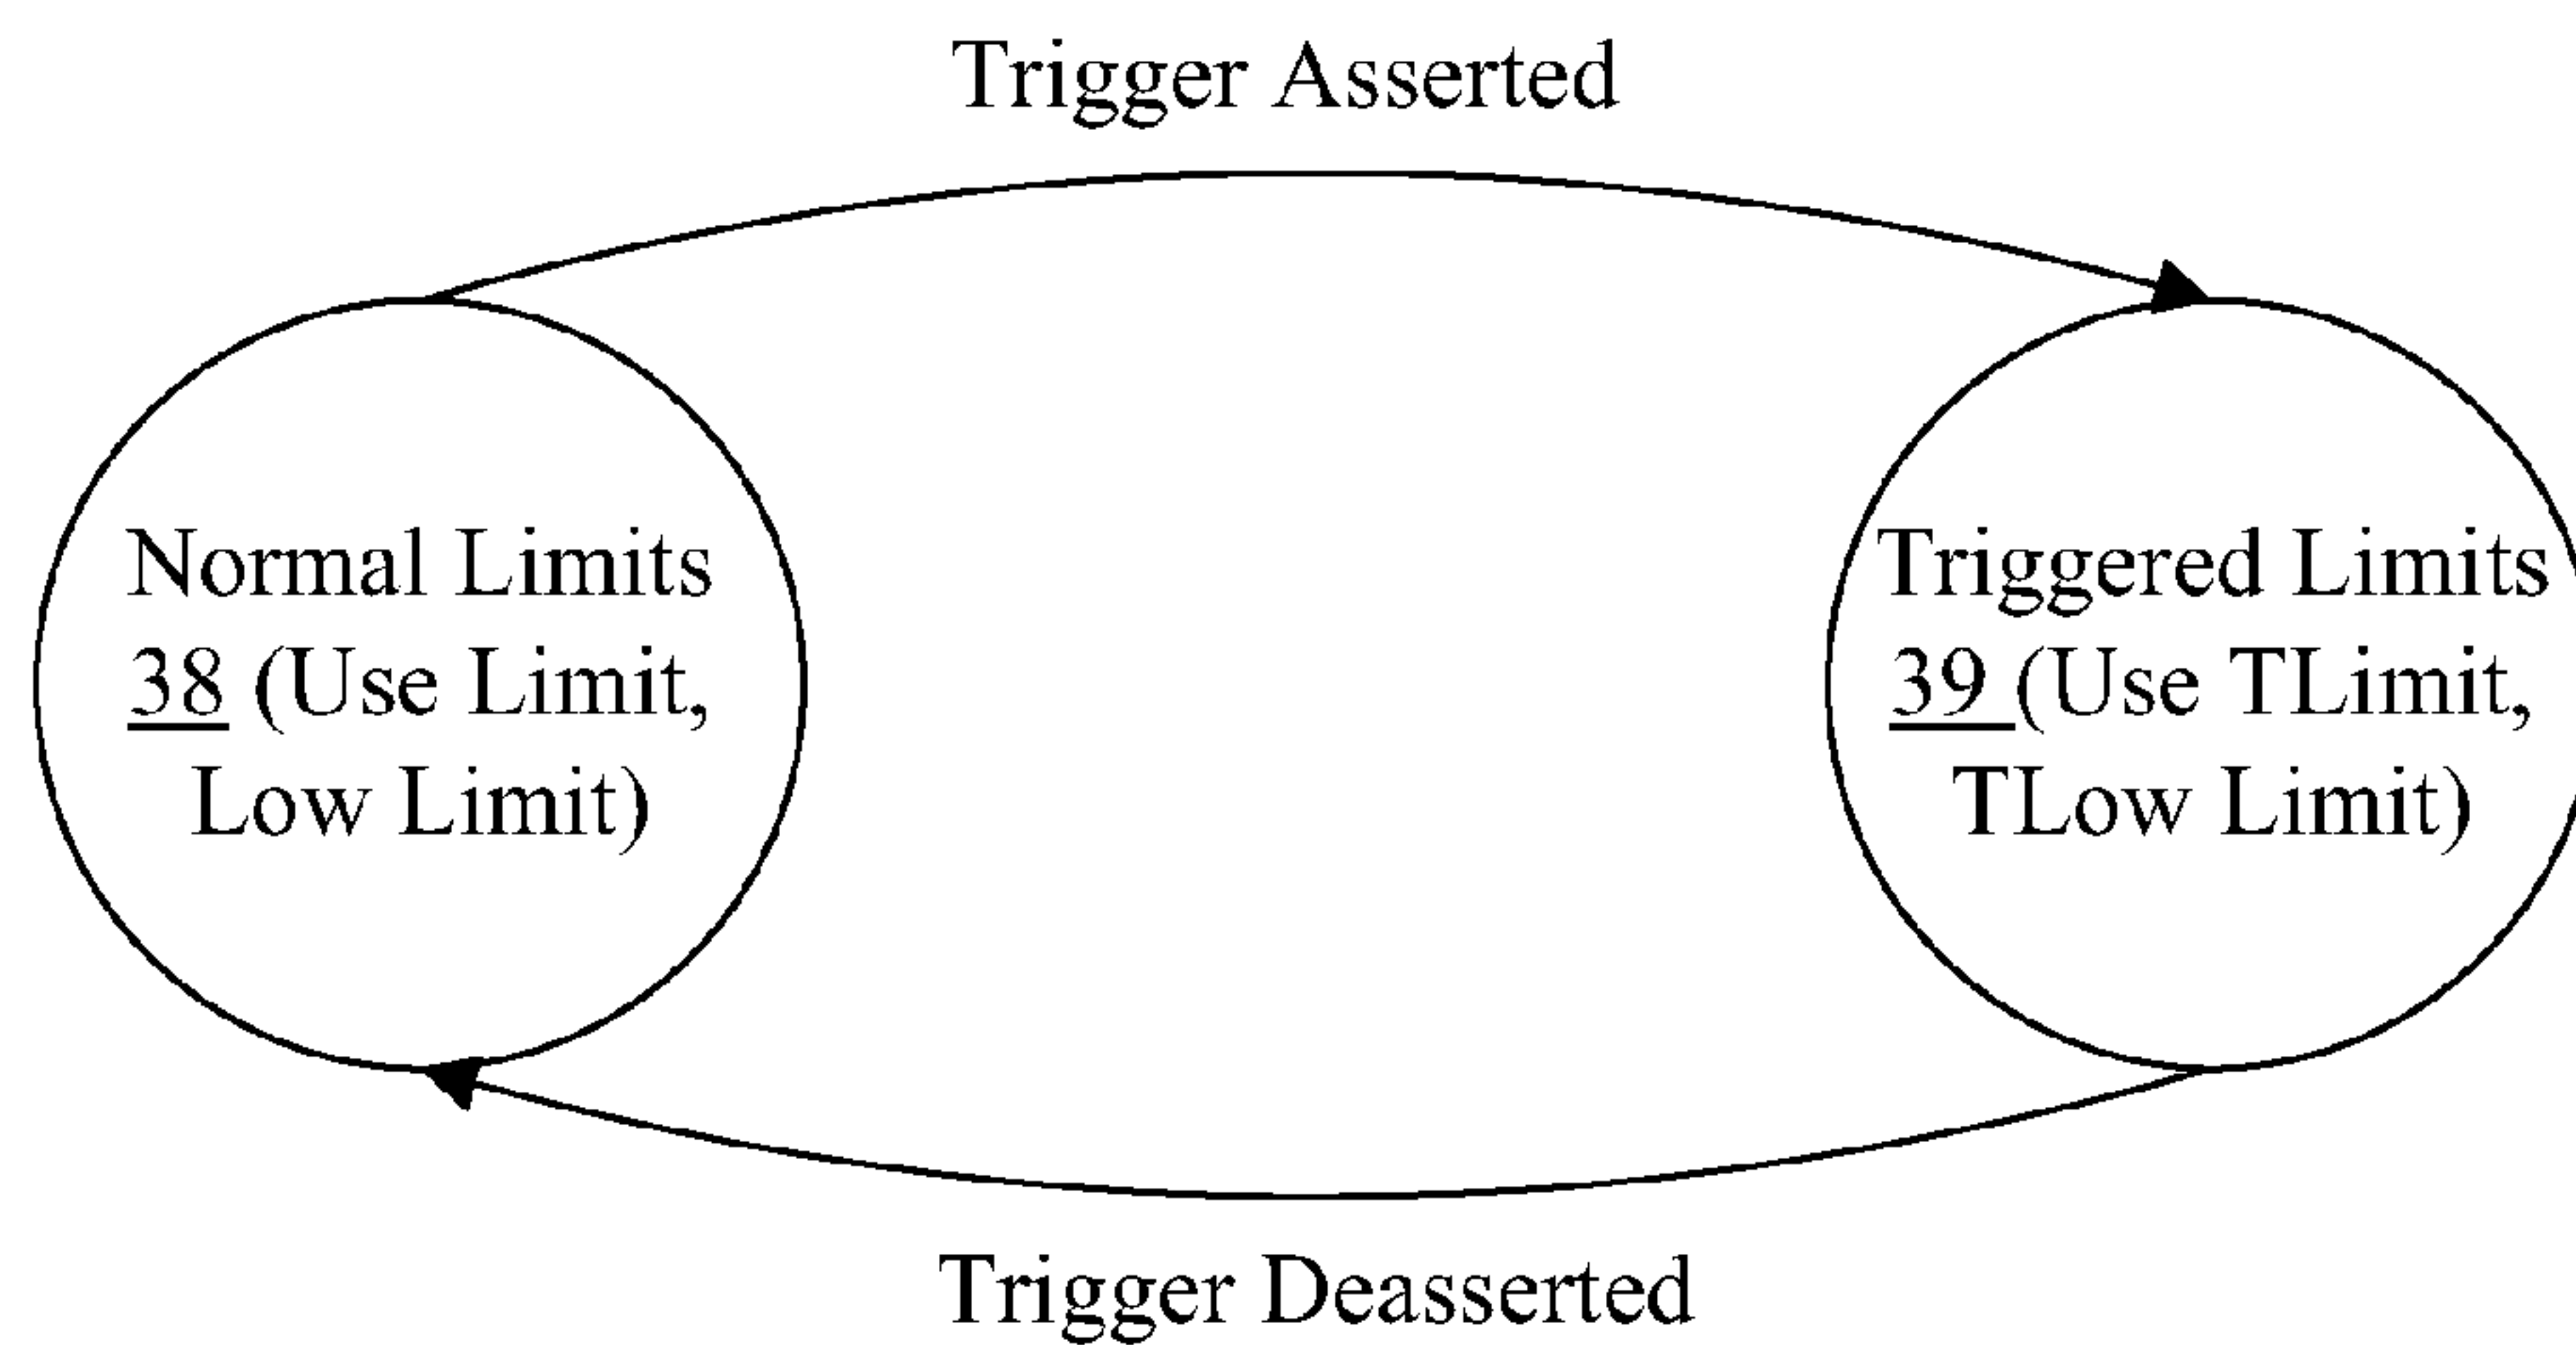 Trigger Asserted
Normal Limits
38 (Use Limit,
Low Limit)
Triggered Limits
39 (Use TLimit,
TLow Limit)
Trigger Deasserted